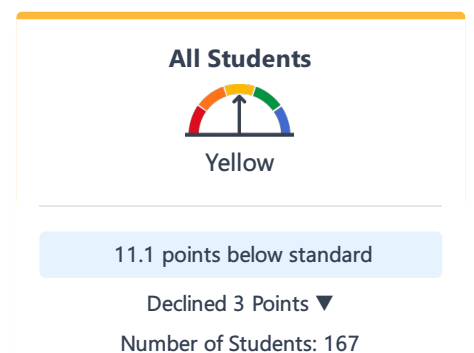 All Students
Yellow
11.1 points below standard
Declined 3 Points ▼
Number of Students: 167